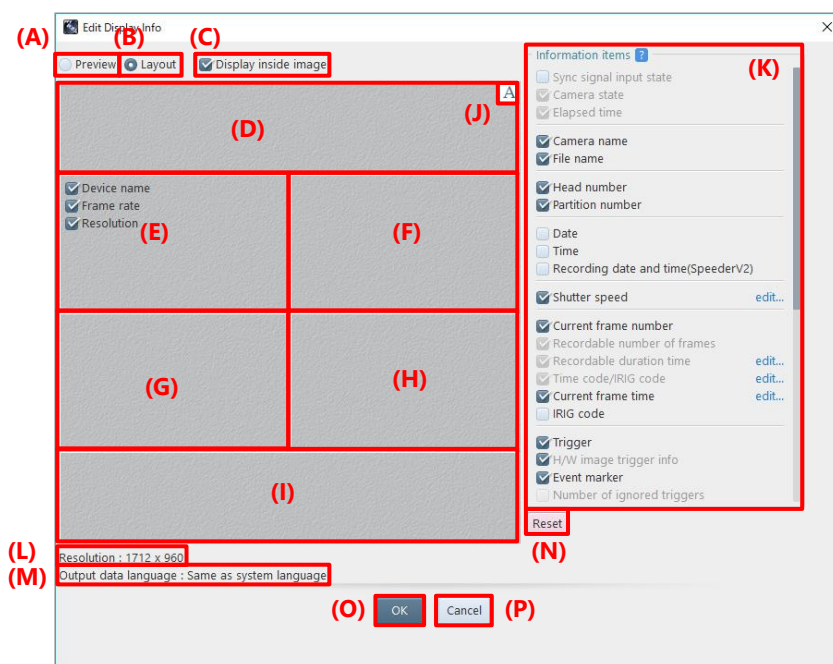 Edit Display Info
(A) (B) (C)
Preview Layout Display inside image
Information items ?
(K)
Sync signal input state
Camera state
Elapsed time
A
(J)
(D)
Camera name
File name
Device name
Frame rate
Resolution
(E)
(F)
Head number
Partition number
Date
Time
Recording date and time(SpeederV2)
Shutter speed edit...
Current frame number
Recordable number of frames
Recordable duration time edit...
Time code/IRIG code edit...
Current frame time edit...
IRIG code
(G)
(H)
Trigger
H/W image trigger info
Event marker
Number of ignored triggers
(I)
Reset
(N)
(L)
Resolution : 1712 x 960
(M)
Output data language : Same as system language
(O) OK Cancel (P)